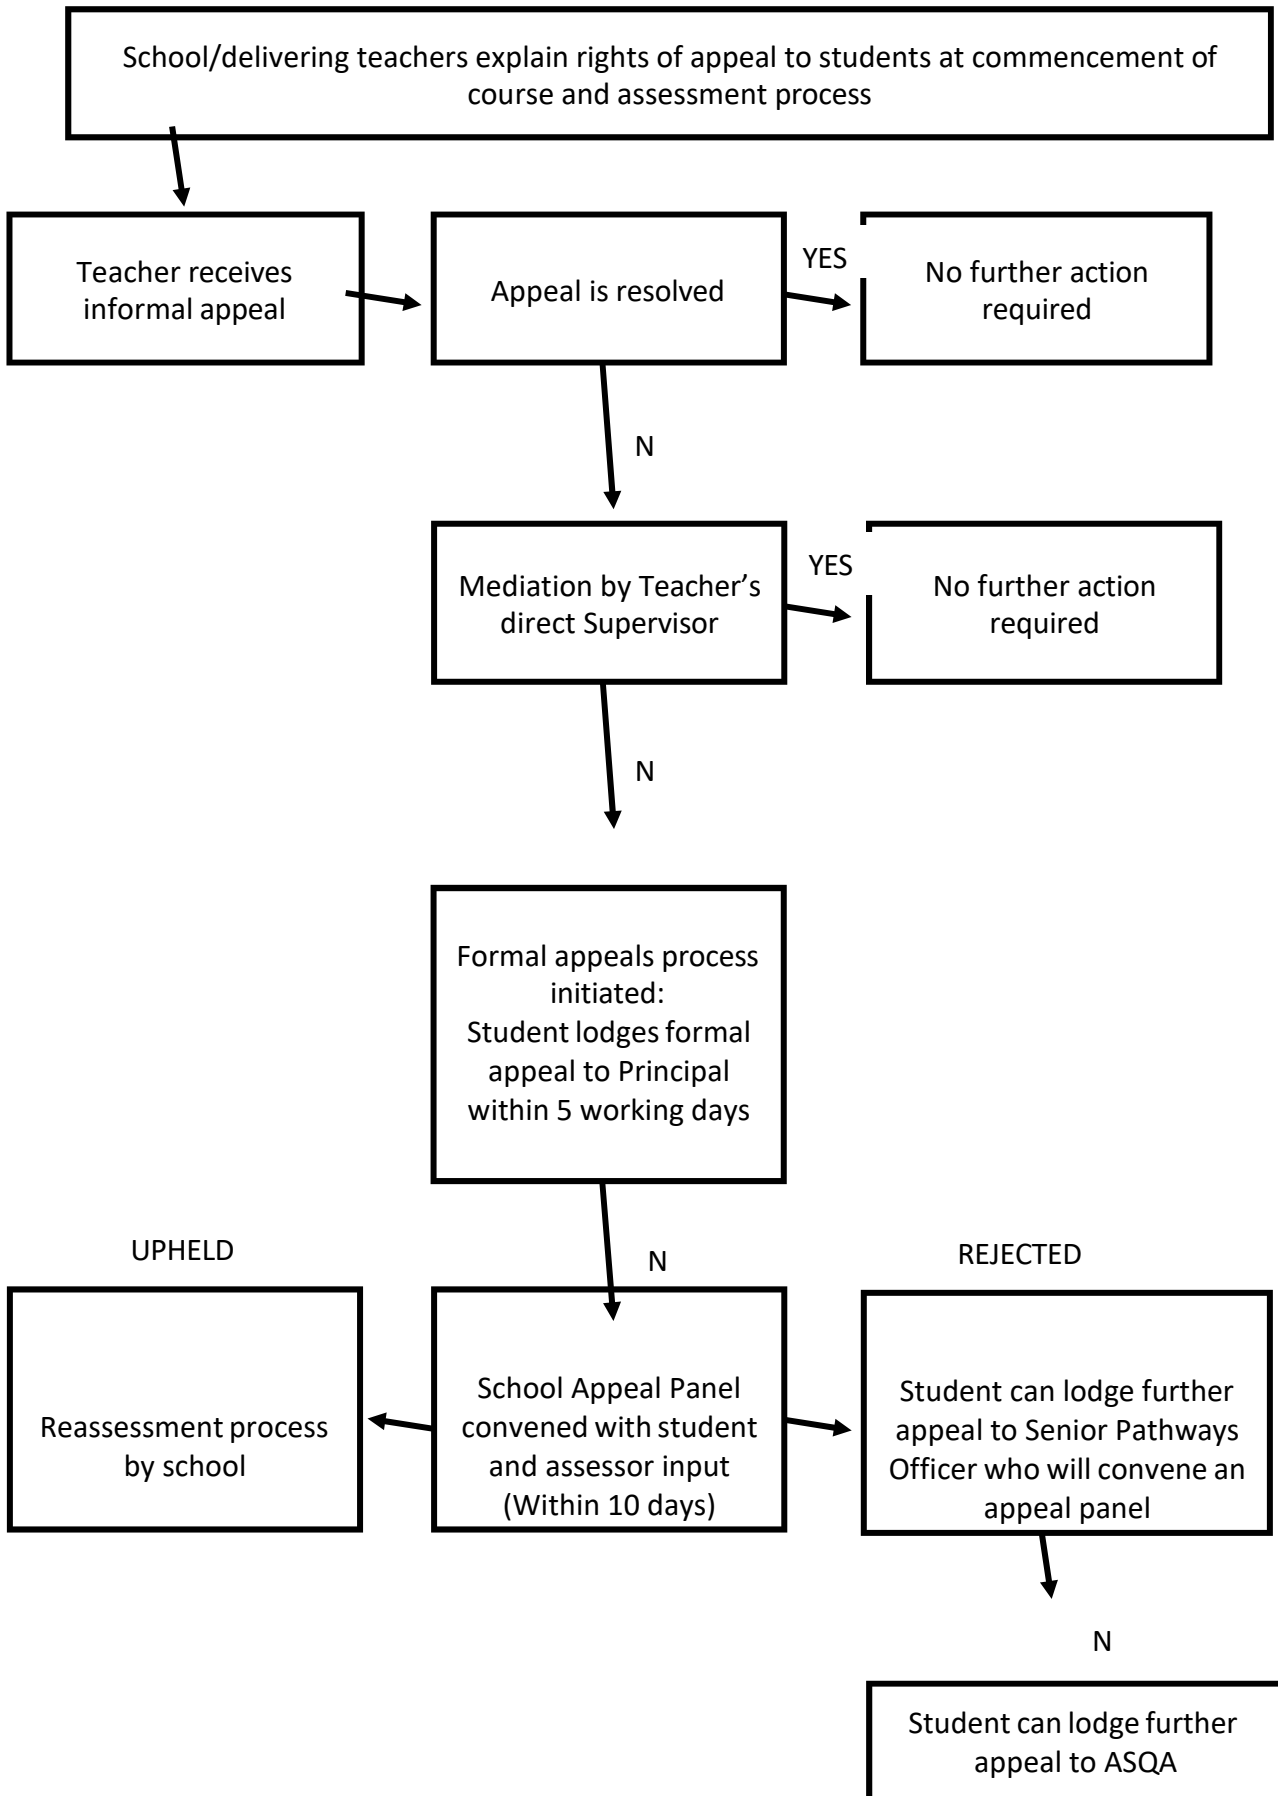 School/delivering teachers explain rights of appeal to students at commencement of
course and assessment process
Teacher receives
informal appeal
Appeal is resolved
YES
No further action
required
N
Mediation by Teacher’s
direct Supervisor
YES
No further action
required
N
Formal appeals process
initiated:
Student lodges formal
appeal to Principal
within 5 working days
UPHELD
N
REJECTED
Reassessment process
by school
School Appeal Panel
convened with student
and assessor input
(Within 10 days)
Student can lodge further
appeal to Senior Pathways
Officer who will convene an
appeal panel
N
Student can lodge further
appeal to ASQA